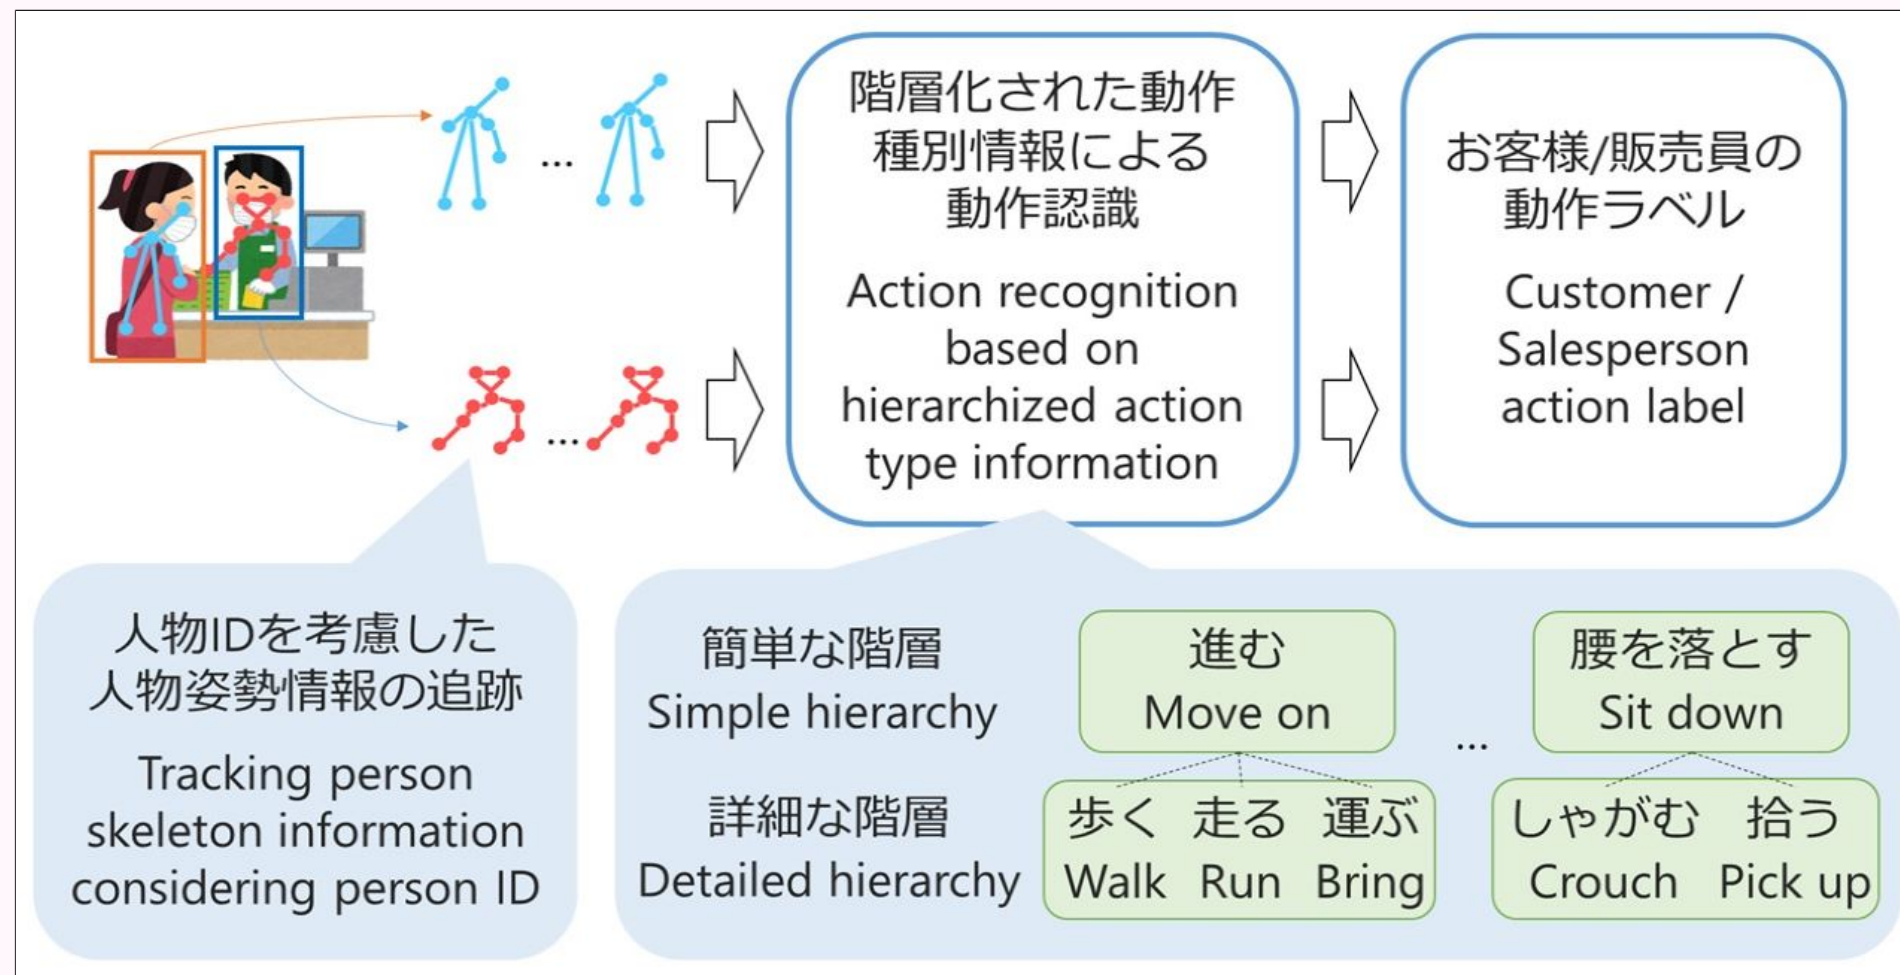 ...
...
階層化された動作
種別情報による
動作認識
Action recognition
based on
hierarchized action
type information
お客様/販売員の
動作ラベル
Customer /
Salesperson
action label
人物IDを考慮した
人物姿勢情報の追跡
Tracking person
skeleton information
considering person ID
簡単な階層
Simple hierarchy
進む
Move on
...
腰を落とす
Sit down
詳細な階層
Detailed hierarchy
歩く 走る 運ぶ
Walk Run Bring
しゃがむ 拾う
Crouch Pick up